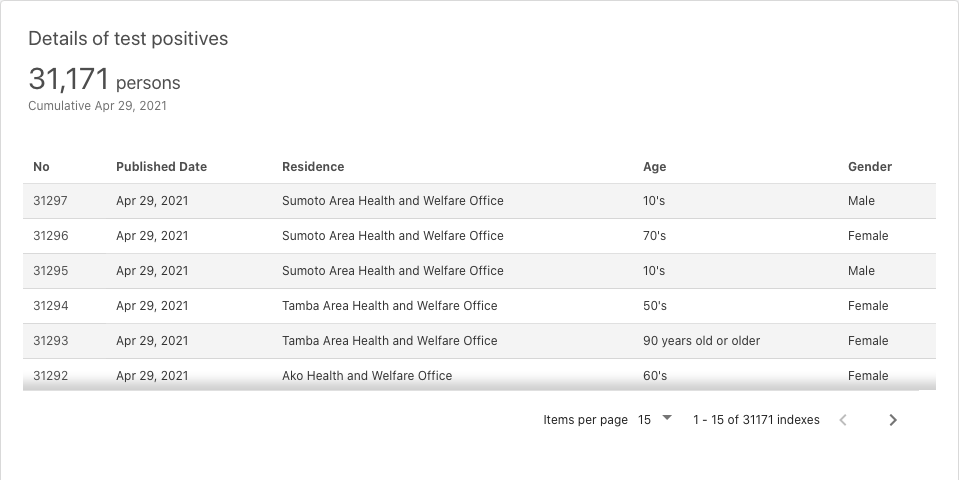 Details of test positives
31,171 persons
Cumulative Apr 29, 2021
No Published Date Residence Age Gender
31297 Apr 29, 2021 Sumoto Area Health and Welfare Office 10's Male
31296 Apr 29, 2021 Sumoto Area Health and Welfare Office 70's Female
31295 Apr 29, 2021 Sumoto Area Health and Welfare Office 10's Male
31294 Apr 29, 2021 Tamba Area Health and Welfare Office 50's Female
31293 Apr 29, 2021 Tamba Area Health and Welfare Office 90 years old or older Female
31292 Apr 29, 2021 Ako Health and Welfare Office 60's Female
Items per page 15 1 - 15 of 31171 indexes